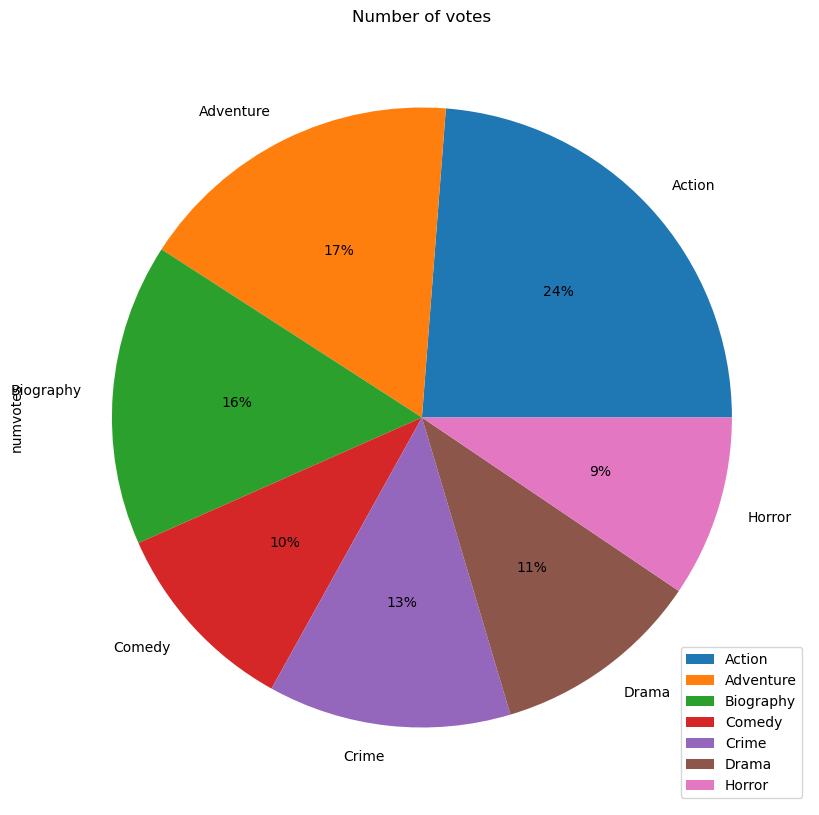 Number of votes
Adventure
Action
17%
24%
Biography
16%
numvotes
9%
Horror
10%
11%
13%
Comedy
Drama
Crime
Action
Adventure
Biography
Comedy
Crime
Drama
Horror